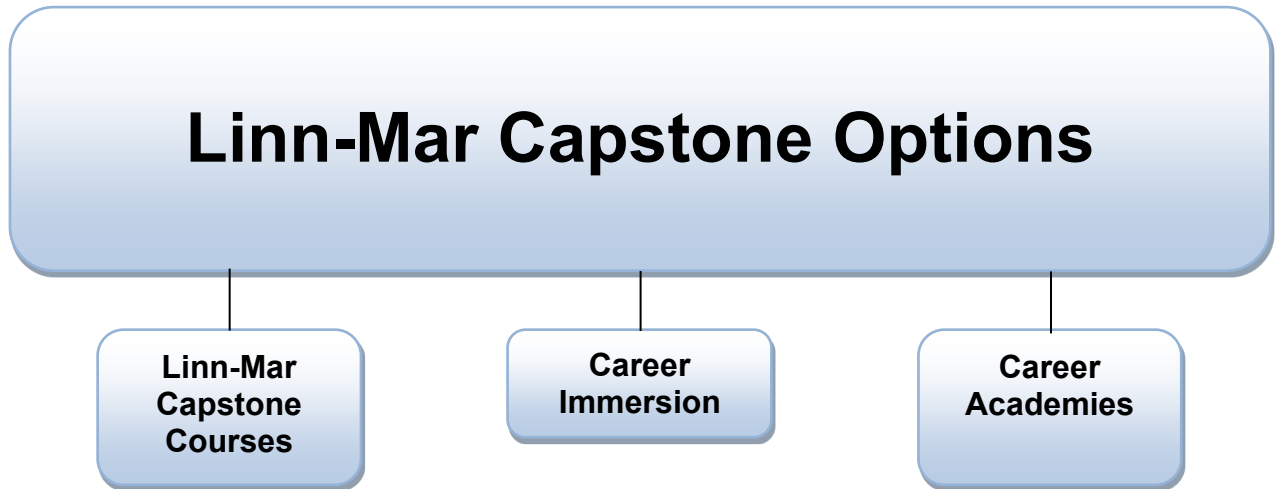 Linn-Mar Capstone Options
Linn-Mar
Capstone
Courses
Career
Immersion
Career
Academies